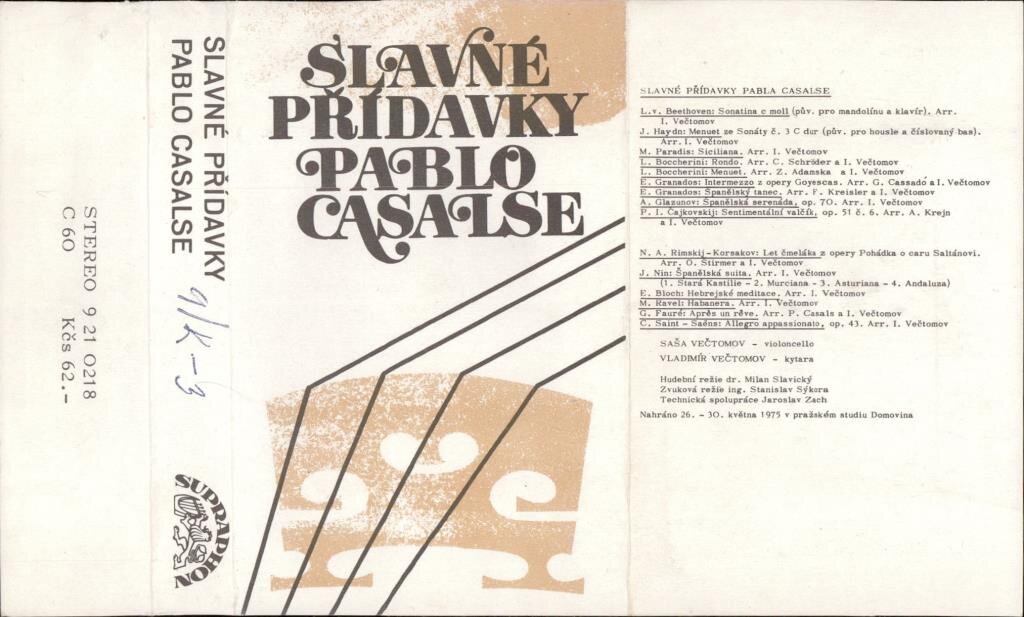 STEREO 9 21 0218
C 60 Kčs 62.-
SLAVNÉ PŘÍDAVKY
PABLO CASALSE
9/K-3
SUPRAPHON
SLAVNÉ
PŘÍDAVKY
PABLO
CASALSE
SLAVNÉ PŘÍDAVKY PABLA CASALSE
L.v. Beethoven: Sonatina c moll (pův. pro mandolínu a klavír). Arr.
I. Večtomov
J. Haydn: Menuet ze Sonáty č. 3 C dur (pův. pro housle a číslovaný bas).
Arr. I. Večtomov
M. Paradis: Siciliana. Arr. I. Večtomov
L. Boccherini: Rondo. Arr. C. Schröder a I. Večtomov
L. Boccherini: Menuet. Arr. Z. Adamska a I. Večtomov
E. Granados: Intermezzo z opery Goyescas. Arr. G. Cassadó a I. Večtomov
E. Granados: Španělský tanec. Arr. F. Kreisler a I. Večtomov
A. Glazunov: Španělská serenáda, op. 70. Arr. I. Večtomov
P. I. Čajkovskij: Sentimentální valčík, op. 51 č. 6. Arr. A. Krejn
a I. Večtomov
N. A. Rimskij-Korsakov: Let čmeláka z opery Pohádka o caru Saltánovi.
Arr. O. Stirmer a I. Večtomov
J. Nin: Španělská suita. Arr. I. Večtomov
(1. Stará Kastilie - 2. Murciana - 3. Asturiana - 4. Andaluza)
E. Bloch: Hebrejské meditace. Arr. I. Večtomov
M. Ravel: Habanera. Arr. I. Večtomov
G. Fauré: Après un rêve. Arr. P. Casals a I. Večtomov
C. Saint - Saëns: Allegro appassionato, op. 43. Arr. I. Večtomov
SAŠA VEČTOMOV - violoncello
VLADIMÍR VEČTOMOV - kytara
Hudební režie dr. Milan Slavický
Zvuková režie ing. Stanislav Sýkora
Technická spolupráce Jaroslav Zach
Nahráno 26. - 30. května 1975 v pražském studiu Domovina